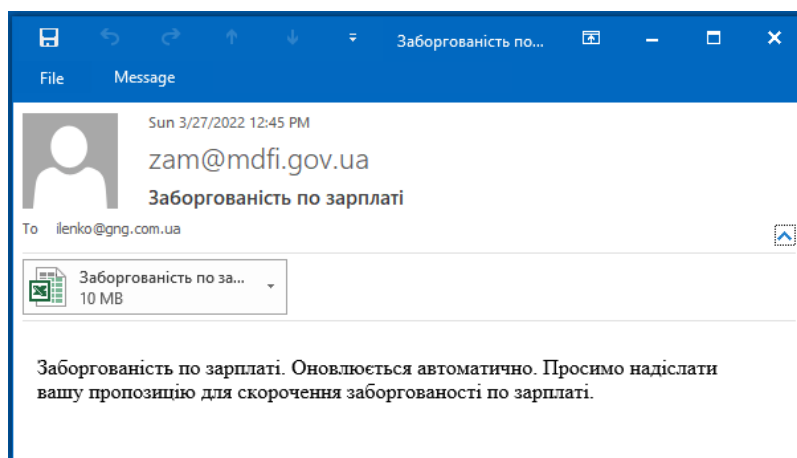 Заборгованість по...
File Message
Sun 3/27/2022 12:45 PM
zam@mdfi.gov.ua
Заборгованість по зарплаті
To ilenko@gng.com.ua
Заборгованість по за...
10 MB
Заборгованість по зарплаті. Оновлюється автоматично. Просимо надіслати
вашу пропозицію для скорочення заборгованості по зарплаті.